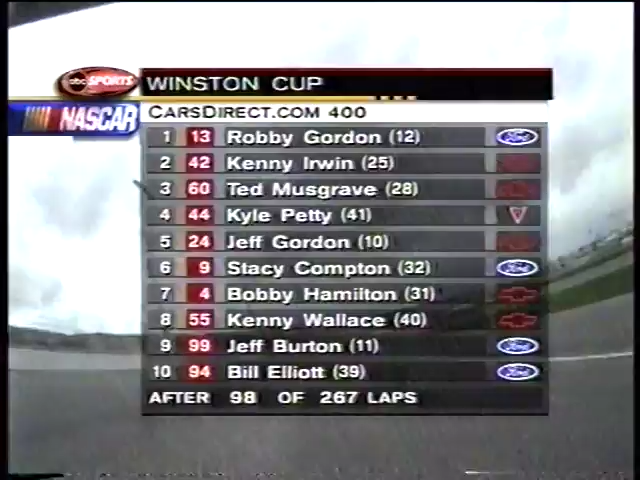 abc SPORTS
WINSTON CUP
NASCAR
CARSDIRECT.COM 400
1 13 Robby Gordon (12) Ford
2 42 Kenny Irwin (25)
3 60 Ted Musgrave (28)
4 44 Kyle Petty (41)
5 24 Jeff Gordon (10)
6 9 Stacy Compton (32) Ford
7 4 Bobby Hamilton (31)
8 55 Kenny Wallace (40)
9 99 Jeff Burton (11) Ford
10 94 Bill Elliott (39) Ford
AFTER 98 OF 267 LAPS